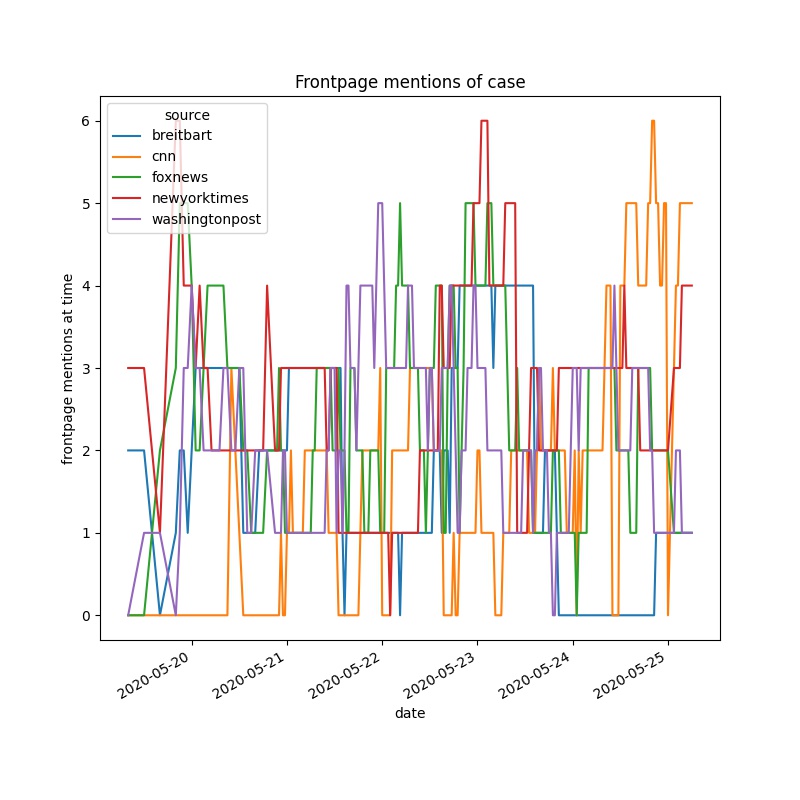 Frontpage mentions of case
source
breitbart
cnn
foxnews
newyorktimes
washingtonpost
frontpage mentions at time
6
5
4
3
2
1
0
2020-05-20
2020-05-21
2020-05-22
2020-05-23
2020-05-24
2020-05-25
date